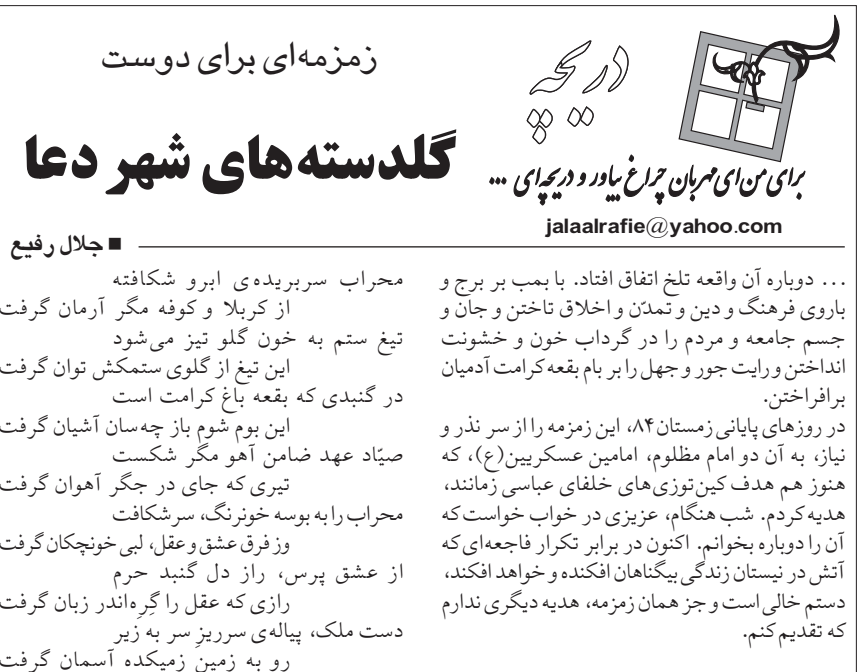 دریچه
برای من ای مهربان چراغ بیاور و دریچه‌ای ...
jalaalrafie@yahoo.com
زمزمه‌ای برای دوست
گلدسته‌های شهر دعا
■ جلال رفیع
... دوباره آن واقعه تلخ اتفاق افتاد. با بمب بر برج و
باروی فرهنگ و دین و تمدّن و اخلاق تاختن و جان و
جسم جامعه و مردم را در گرداب خون و خشونت
انداختن و رایت جور و جهل را بر بام بقعه کرامت آدمیان
برافراختن.
در روزهای پایانی زمستان ۸۴، این زمزمه را از سر نذر و
نیاز، به آن دو امام مظلوم، امامین عسکریین(ع)، که
هنوز هم هدف کین‌توزی‌های خلفای عباسی زمانند،
هدیه کردم. شب هنگام، عزیزی در خواب خواست که
آن را دوباره بخوانم. اکنون در برابر تکرار فاجعه‌ای که
آتش در نیستان زندگی بیگناهان افکنده و خواهد افکند،
دستم خالی است و جز همان زمزمه، هدیه دیگری ندارم
که تقدیم کنم.
محراب سربریده‌ی ابرو شکافته
از کربلا و کوفه مگر آرمان گرفت
تیغ ستم به خون گلو تیز می‌شود
این تیغ از گلوی ستمکش توان گرفت
در گنبدی که بقعه باغ کرامت است
این بوم شوم باز چه‌سان آشیان گرفت
صیّاد عهد ضامن آهو مگر شکست
تیری که جای در جگر آهوان گرفت
محراب را به بوسه خونرنگ، سر شکافت
وز فرق عشق و عقل، لبی خونچکان گرفت
از عشق پرس، راز دل گنبد حرم
رازی که عقل را گِره اندر زبان گرفت
دست ملک، پیاله‌ی سرریزِ سر به زیر
رو به زمین زمیکده آسمان گرفت